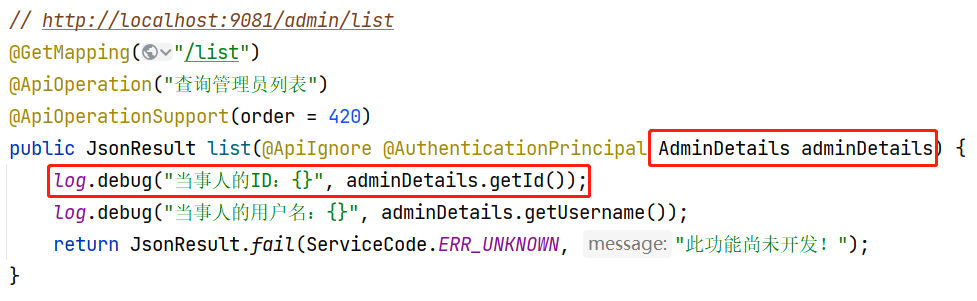 // http://localhost:9081/admin/list
@GetMapping("/list")
@ApiOperation("查询管理员列表")
@ApiOperationSupport(order = 420)
public JsonResult list(@ApiIgnore @AuthenticationPrincipal AdminDetails adminDetails) {
    log.debug("当事人的ID：{}", adminDetails.getId());
    log.debug("当事人的用户名：{}", adminDetails.getUsername());
    return JsonResult.fail(ServiceCode.ERR_UNKNOWN, message: "此功能尚未开发！");
}